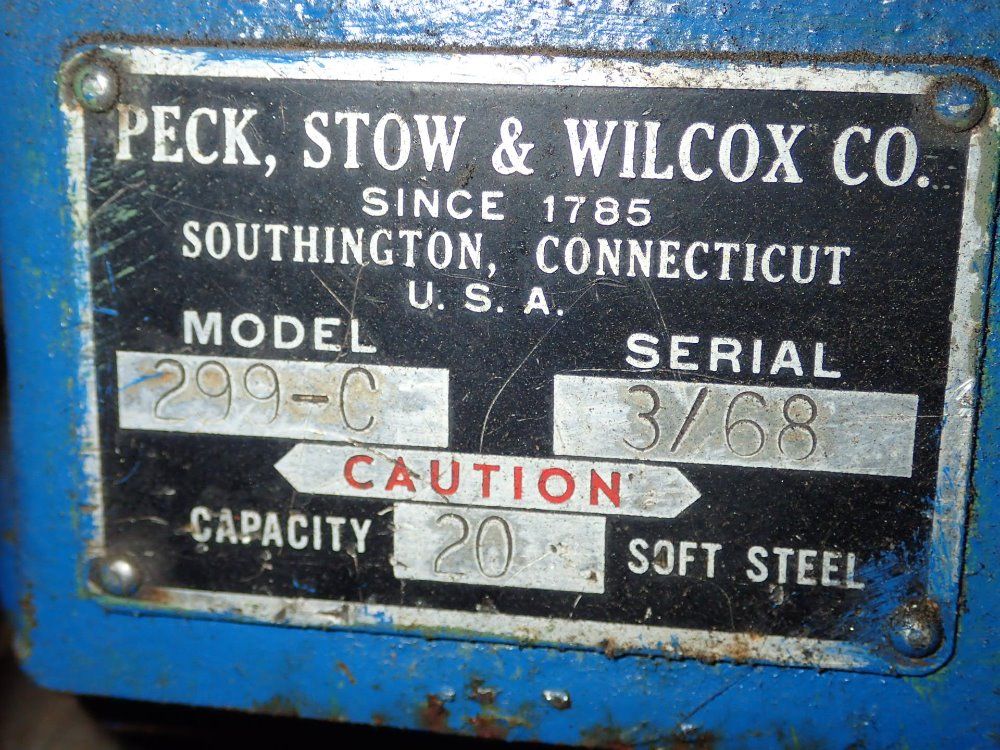 PECK, STOW & WILCOX CO.
SINCE 1785
SOUTHINGTON, CONNECTICUT
U. S. A.
MODEL SERIAL
299-C 3/68
CAUTION
CAPACITY 20 SOFT STEEL